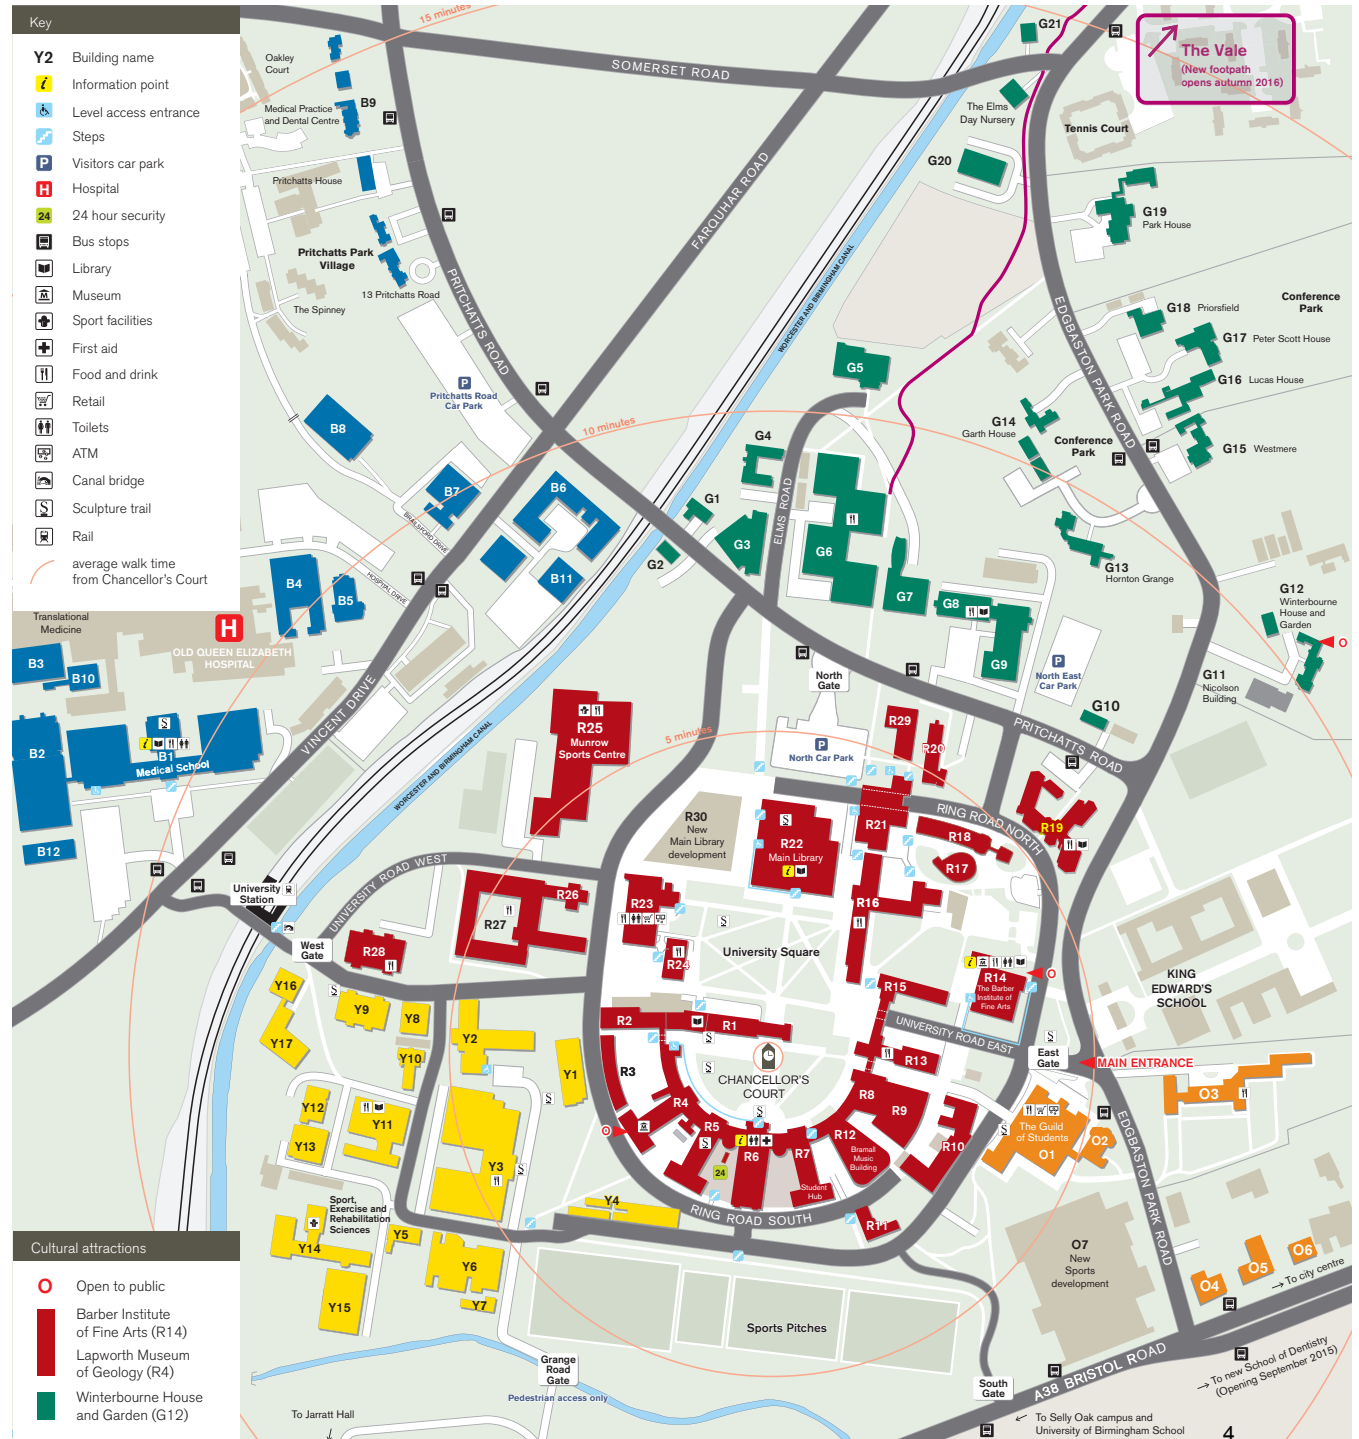 Key
Y2 Building name
Information point
Level access entrance
Steps
P Visitors car park
H Hospital
24 24 hour security
Bus stops
Library
Museum
Sport facilities
First aid
Food and drink
Retail
Toilets
ATM
Canal bridge
Sculpture trail
Rail
average walk time
from Chancellor's Court
15 minutes
SOMERSET ROAD
G21
The Vale
(New footpath
opens autumn 2016)
Oakley
Court
Medical Practice
and Dental Centre
B9
The Elms
Day Nursery
Tennis Court
G20
Pritchatts House
FARQUHAR ROAD
G19
Park House
Pritchatts Park
Village
13 Pritchatts Road
The Spinney
PRITCHATTS ROAD
WORCESTER AND BIRMINGHAM CANAL
EDGBASTON PARK ROAD
G18 Priorsfield
Conference
Park
G17 Peter Scott House
G16 Lucas House
G15 Westmere
G5
P
Pritchatts Road
Car Park
10 minutes
G14
Garth House
Conference
Park
B8
G4
B7
B6
G1
ELMS ROAD
G3
G6
G2
BRAILSFORD DRIVE
HOSPITAL DRIVE
B11
B4
B5
G7
G8
G9
G13
Hornton Grange
G12
Winterbourne
House and
Garden
O
Translational
Medicine
H
OLD QUEEN ELIZABETH
HOSPITAL
B3
B10
North
Gate
P
North East
Car Park
G11
Nicolson
Building
G10
PRITCHATTS ROAD
VINCENT DRIVE
B2
B1
Medical School
B12
WORCESTER AND BIRMINGHAM CANAL
R25
Munrow
Sports Centre
5 minutes
P
North Car Park
R29
R20
RING ROAD NORTH
R19
R30
New
Main Library
development
R22
Main Library
R21
R18
R17
UNIVERSITY ROAD WEST
University
Station
West
Gate
R26
R27
R28
R23
R24
R16
University Square
R14
The Barber
Institute of
Fine Arts
O
R15
KING
EDWARD'S
SCHOOL
Y16
Y9
Y8
Y17
Y10
Y2
Y1
R2
R1
R3
UNIVERSITY ROAD EAST
R13
East
Gate
MAIN ENTRANCE
CHANCELLOR'S
COURT
Y12
Y11
Y13
Y3
R4
R5
R6
R7
Student
Hub
R8
R9
R12
Bramall
Music
Building
R10
O
24
The Guild
of Students
O1
O2
O3
EDGBASTON PARK ROAD
Sport,
Exercise and
Rehabilitation
Sciences
Y14
Y5
Y4
Y6
Y7
Y15
RING ROAD SOUTH
R11
O7
New
Sports
development
O4
O5
O6
To city centre
Sports Pitches
Grange
Road
Gate
Pedestrian access only
South
Gate
A38 BRISTOL ROAD
To new School of Dentistry
(Opening September 2015)
To Jarratt Hall
To Selly Oak campus and
University of Birmingham School
4
Cultural attractions
O Open to public
Barber Institute
of Fine Arts (R14)
Lapworth Museum
of Geology (R4)
Winterbourne House
and Garden (G12)